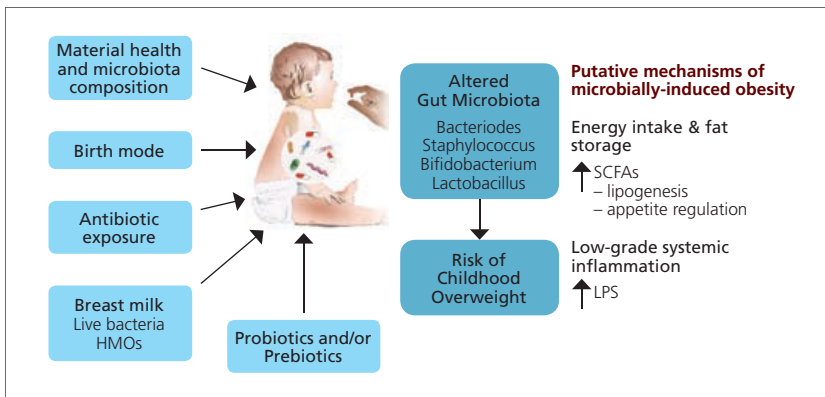 Material health
and microbiota
composition
Birth mode
Antibiotic
exposure
Breast milk
Live bacteria
HMOs
Probiotics and/or
Prebiotics
Altered
Gut Microbiota
Bacteriodes
Staphylococcus
Bifidobacterium
Lactobacillus
Risk of
Childhood
Overweight
Putative mechanisms of
microbially-induced obesity
Energy intake & fat
storage
SCFAs
– lipogenesis
– appetite regulation
Low-grade systemic
inflammation
LPS